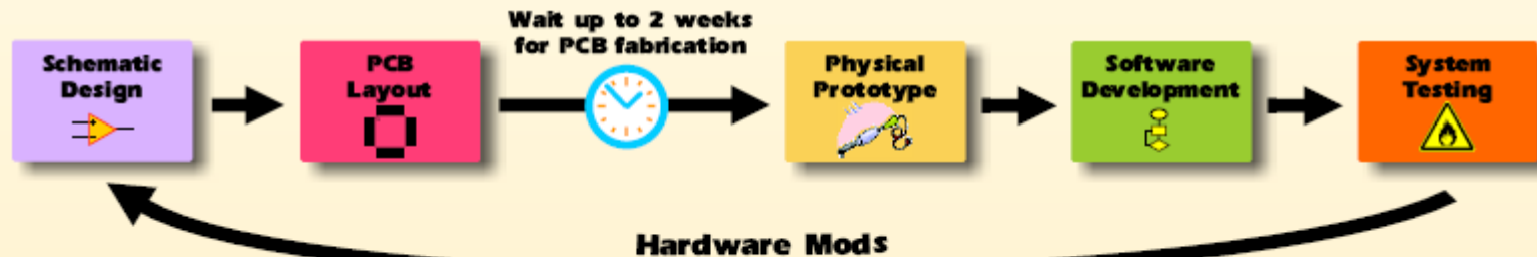 Wait up to 2 weeks
for PCB fabrication
Schematic
Design
PCB
Layout
Physical
Prototype
Software
Development
System
Testing
Hardware Mods